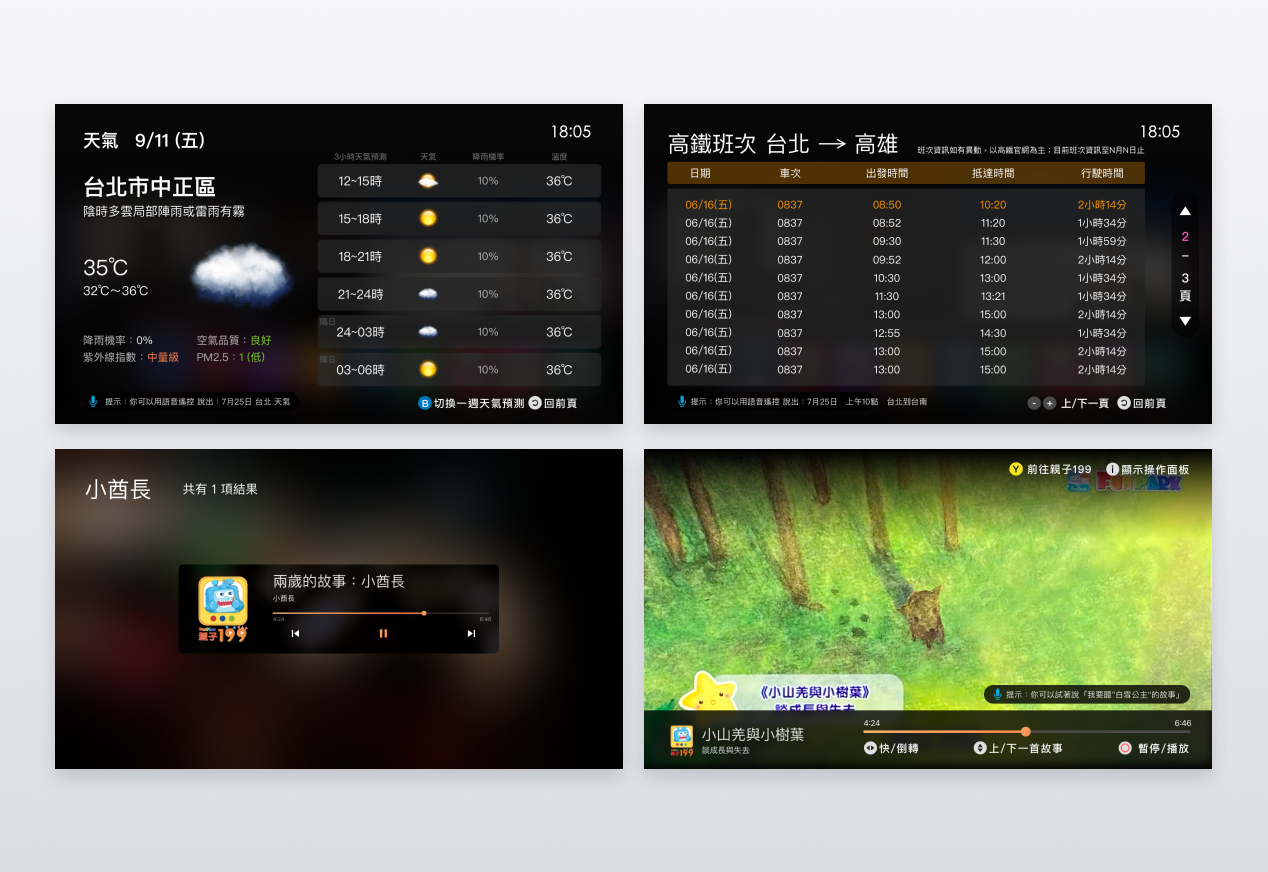 天氣 9/11 (五)
18:05
台北市中正區
陰時多雲局部陣雨或雷雨有霧
35℃
32℃～36℃
降雨機率：0%
空氣品質：良好
紫外線指數：中量級
PM2.5：1 (低)
3小時天氣預測 天氣 降雨機率 溫度
12~15時 10% 36℃
15~18時 10% 36℃
18~21時 10% 36℃
21~24時 10% 36℃
隔日
24~03時 10% 36℃
隔日
03~06時 10% 36℃
提示：你可以用語音遙控 說出：7月25日 台北 天氣
B 切換一週天氣預測 回前頁
18:05
高鐵班次 台北 → 高雄
班次資訊如有異動，以高鐵官網為主；目前班次資訊至N月N日止
日期 車次 出發時間 抵達時間 行駛時間
06/16(五) 0837 08:50 10:20 2小時14分
06/16(五) 0837 08:52 11:20 1小時34分
06/16(五) 0837 09:30 11:30 1小時59分
06/16(五) 0837 09:52 12:00 2小時14分
06/16(五) 0837 10:30 13:00 1小時34分
06/16(五) 0837 11:30 13:21 1小時34分
06/16(五) 0837 13:00 15:00 2小時14分
06/16(五) 0837 12:55 14:30 1小時34分
06/16(五) 0837 13:00 15:00 2小時14分
06/16(五) 0837 13:00 15:00 2小時14分
▲
2
–
3
頁
▼
提示：你可以用語音遙控 說出：7月25日 上午10點 台北到台南
- + 上/下一頁 回前頁
小酋長 共有 1 項結果
兩歲的故事：小酋長
小酋長
4:24 6:46
親子199
Y 前往親子199 i 顯示操作面板
FUNPARK
《小山羌與小樹葉》
談成長與失去
提示：你可以試著說「我要聽"白雪公主"的故事」
小山羌與小樹葉
談成長與失去
親子199
4:24 6:46
快/倒轉 上/下一首故事 暫停/播放